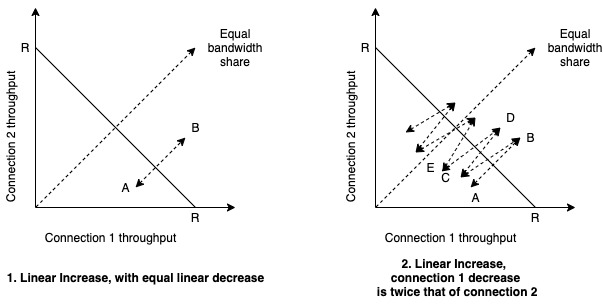 Equal
bandwidth
share
R
Connection 2 throughput
B
A
R
Connection 1 throughput
1. Linear Increase, with equal linear decrease
Equal
bandwidth
share
R
Connection 2 throughput
D
B
E
C
A
R
Connection 1 throughput
2. Linear Increase,
connection 1 decrease
is twice that of connection 2